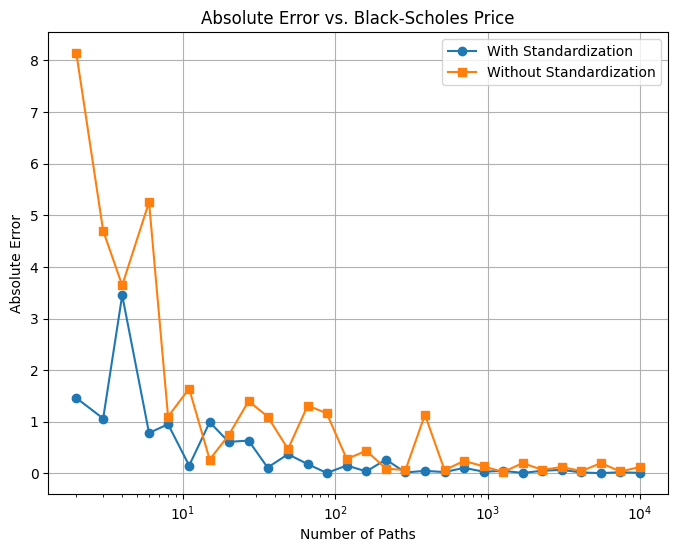 Absolute Error vs. Black-Scholes Price
With Standardization
Without Standardization
Absolute Error
8
7
6
5
4
3
2
1
0
10¹
10²
10³
10⁴
Number of Paths